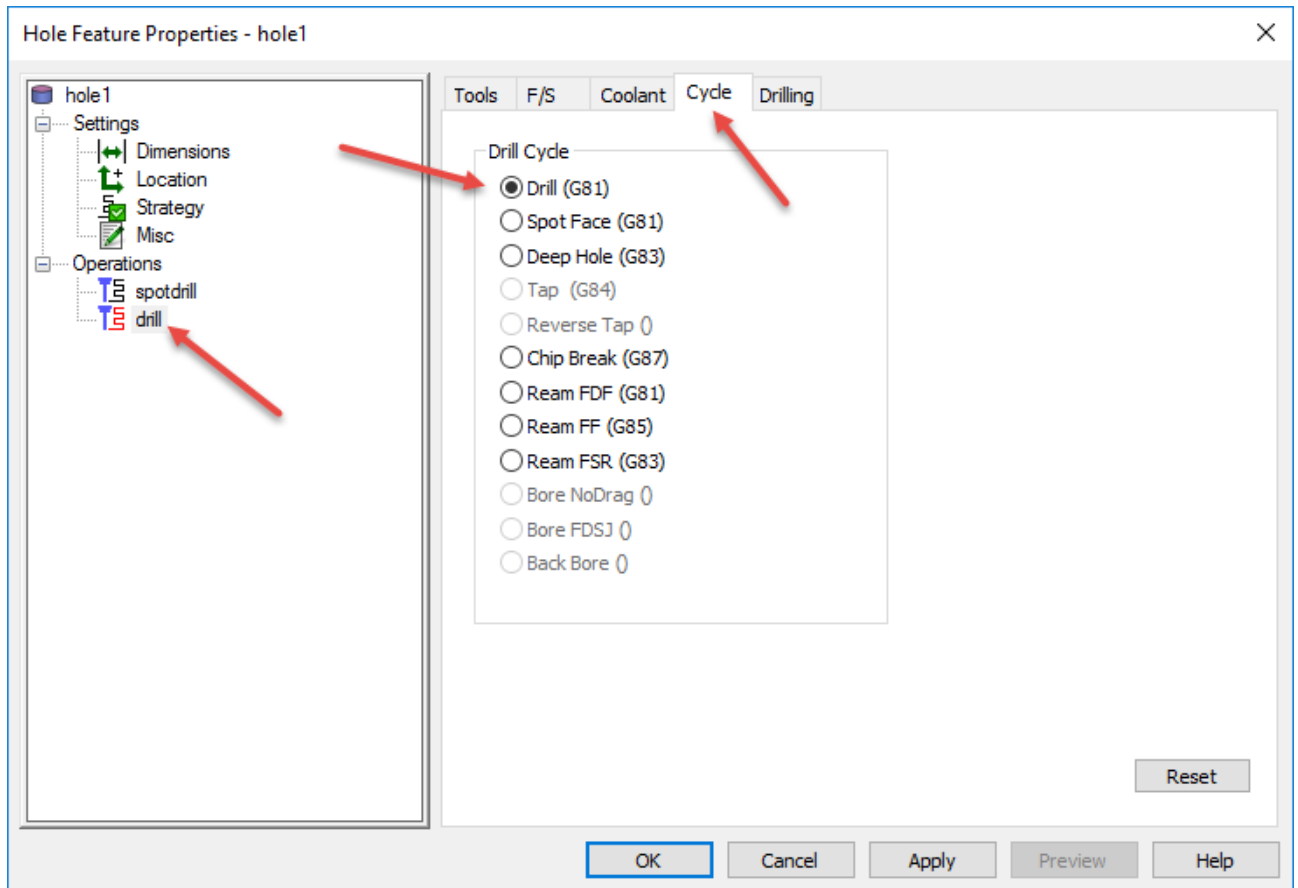 Hole Feature Properties - hole1
hole1
Settings
Dimensions
Location
Strategy
Misc
Operations
spotdrill
drill
Tools F/S Coolant Cycle Drilling
Drill Cycle
Drill (G81)
Spot Face (G81)
Deep Hole (G83)
Tap (G84)
Reverse Tap ()
Chip Break (G87)
Ream FDF (G81)
Ream FF (G85)
Ream FSR (G83)
Bore NoDrag ()
Bore FDSJ ()
Back Bore ()
Reset
OK Cancel Apply Preview Help